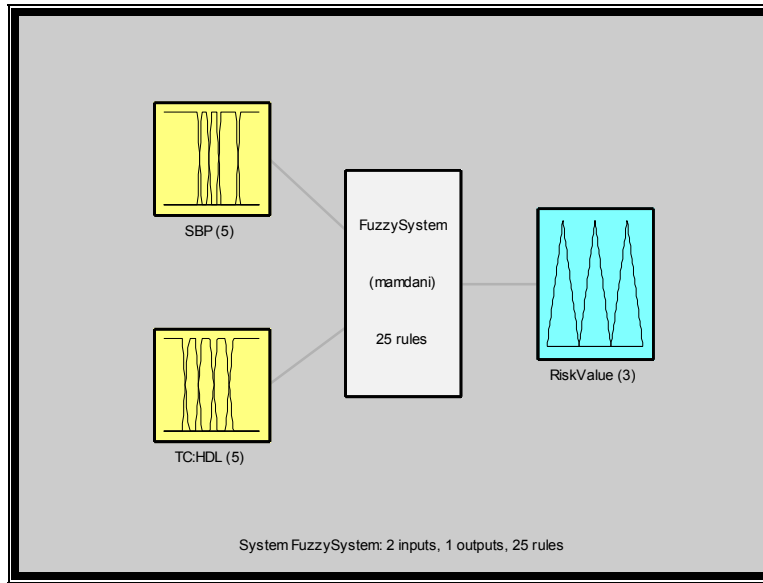 SBP (5)
FuzzySystem
(mamdani)
25 rules
RiskValue (3)
TC:HDL (5)
System FuzzySystem: 2 inputs, 1 outputs, 25 rules